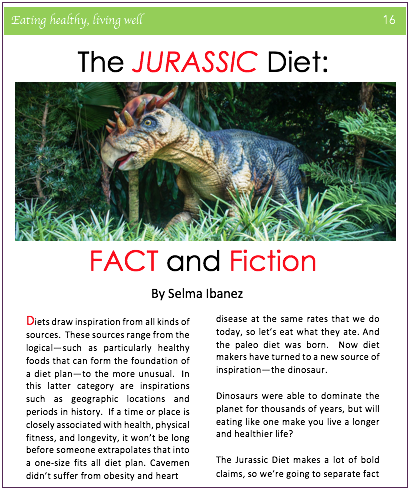 Eating healthy, living well
16
The JURASSIC Diet:
FACT and Fiction
By Selma Ibanez
Diets draw inspiration from all kinds of
sources. These sources range from the
logical—such as particularly healthy
foods that can form the foundation of
a diet plan—to the more unusual. In
this latter category are inspirations
such as geographic locations and
periods in history. If a time or place is
closely associated with health, physical
fitness, and longevity, it won't be long
before someone extrapolates that into
a one-size fits all diet plan. Cavemen
didn't suffer from obesity and heart
disease at the same rates that we do
today, so let's eat what they ate. And
the paleo diet was born. Now diet
makers have turned to a new source of
inspiration—the dinosaur.
Dinosaurs were able to dominate the
planet for thousands of years, but will
eating like one make you live a longer
and healthier life?
The Jurassic Diet makes a lot of bold
claims, so we're going to separate fact